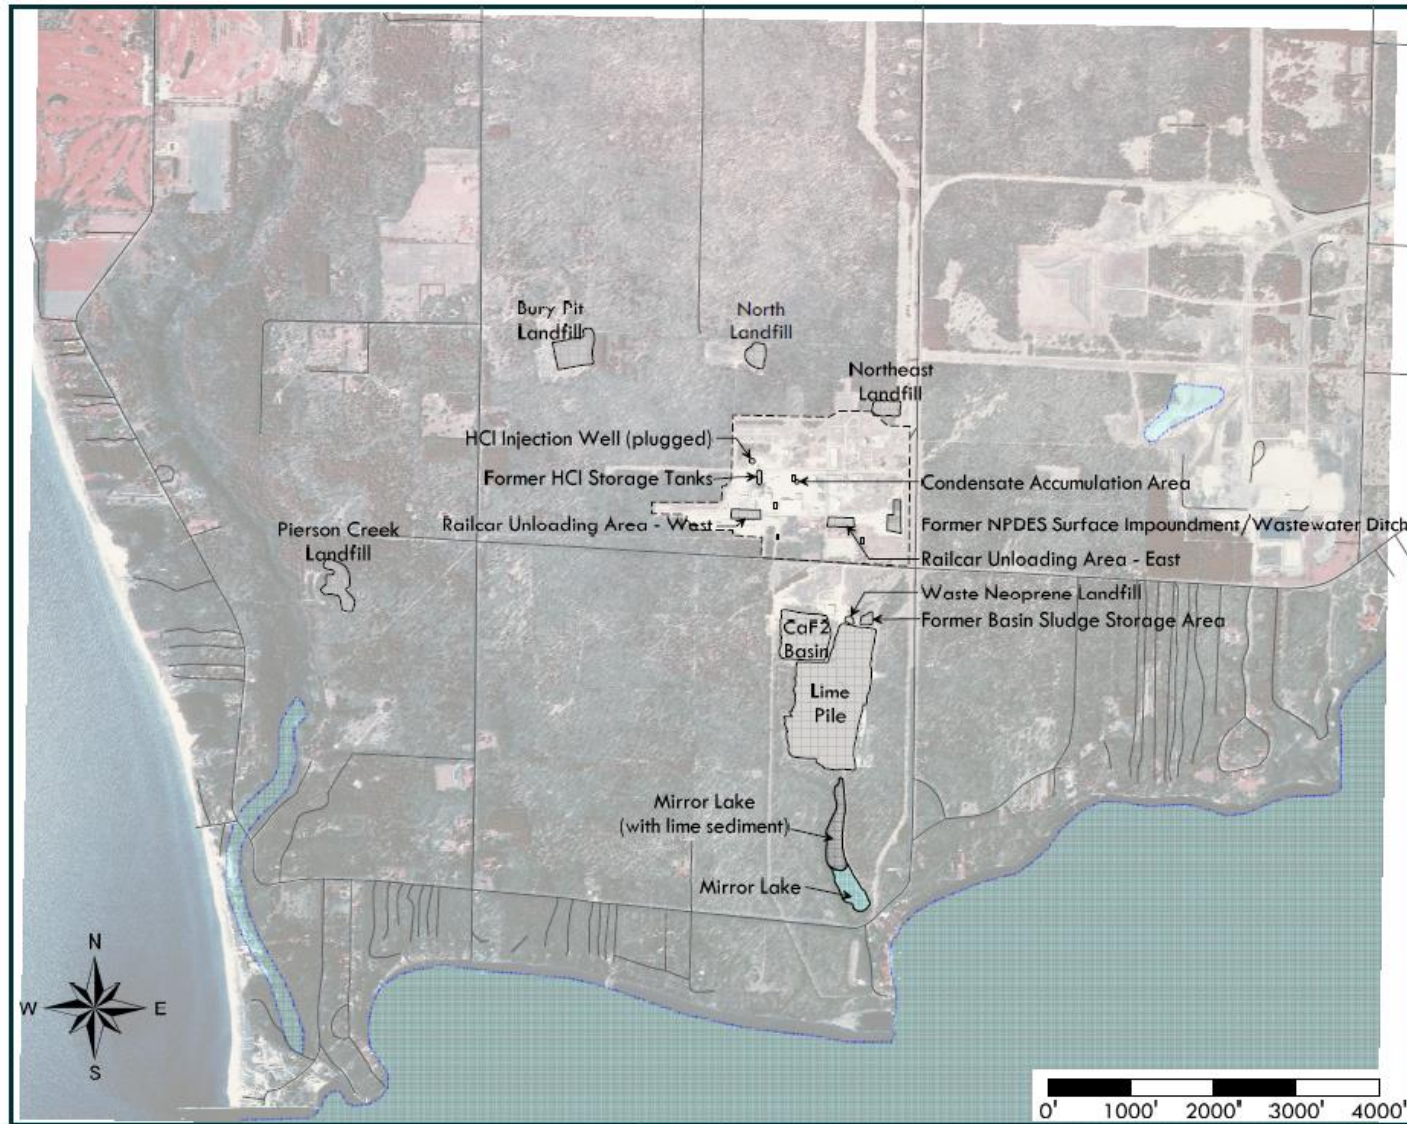 Bury Pit
Landfill
North
Landfill
Northeast
Landfill
HCl Injection Well (plugged)
Former HCl Storage Tanks
Condensate Accumulation Area
Railcar Unloading Area - West
Former NPDES Surface Impoundment/Wastewater Ditch
Pierson Creek
Landfill
Railcar Unloading Area - East
Waste Neoprene Landfill
Former Basin Sludge Storage Area
CaF2
Basin
Lime
Pile
Mirror Lake
(with lime sediment)
Mirror Lake
N
W E
S
0' 1000' 2000' 3000' 4000'